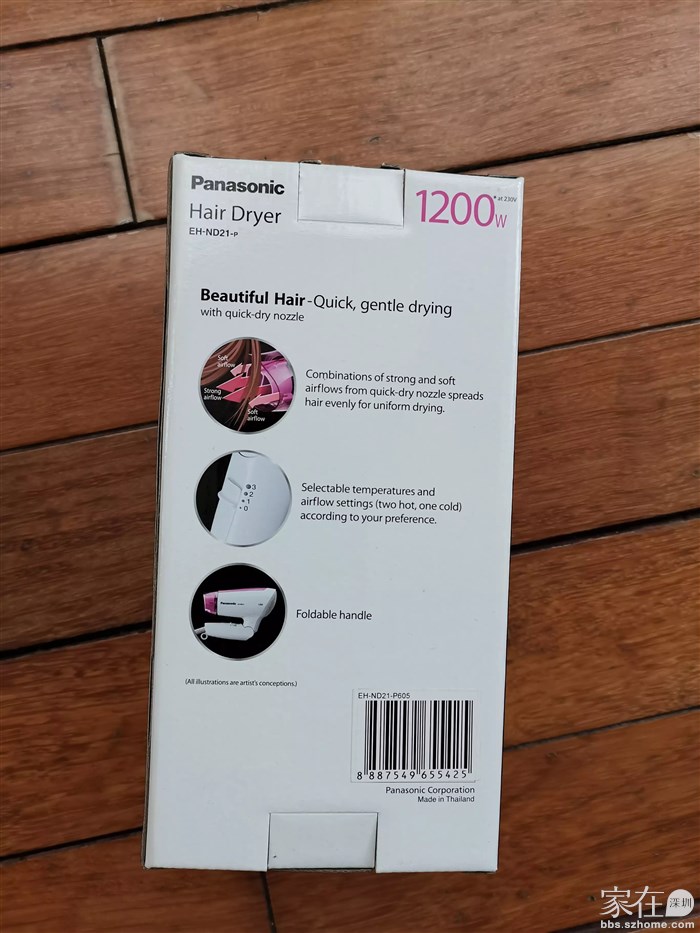 Panasonic
Hair Dryer
EH-ND21-P
1200W
*at 230V
Beautiful Hair-Quick, gentle drying
with quick-dry nozzle
Soft airflow
Strong airflow
Soft airflow
Combinations of strong and soft
airflows from quick-dry nozzle spreads
hair evenly for uniform drying.
3
2
1
0
Selectable temperatures and
airflow settings (two hot, one cold)
according to your preference.
Panasonic
Foldable handle
(All illustrations are artist's conceptions.)
EH-ND21-P605
8 887549 655425
Panasonic Corporation
Made in Thailand
家在深圳
bbs.szhome.com